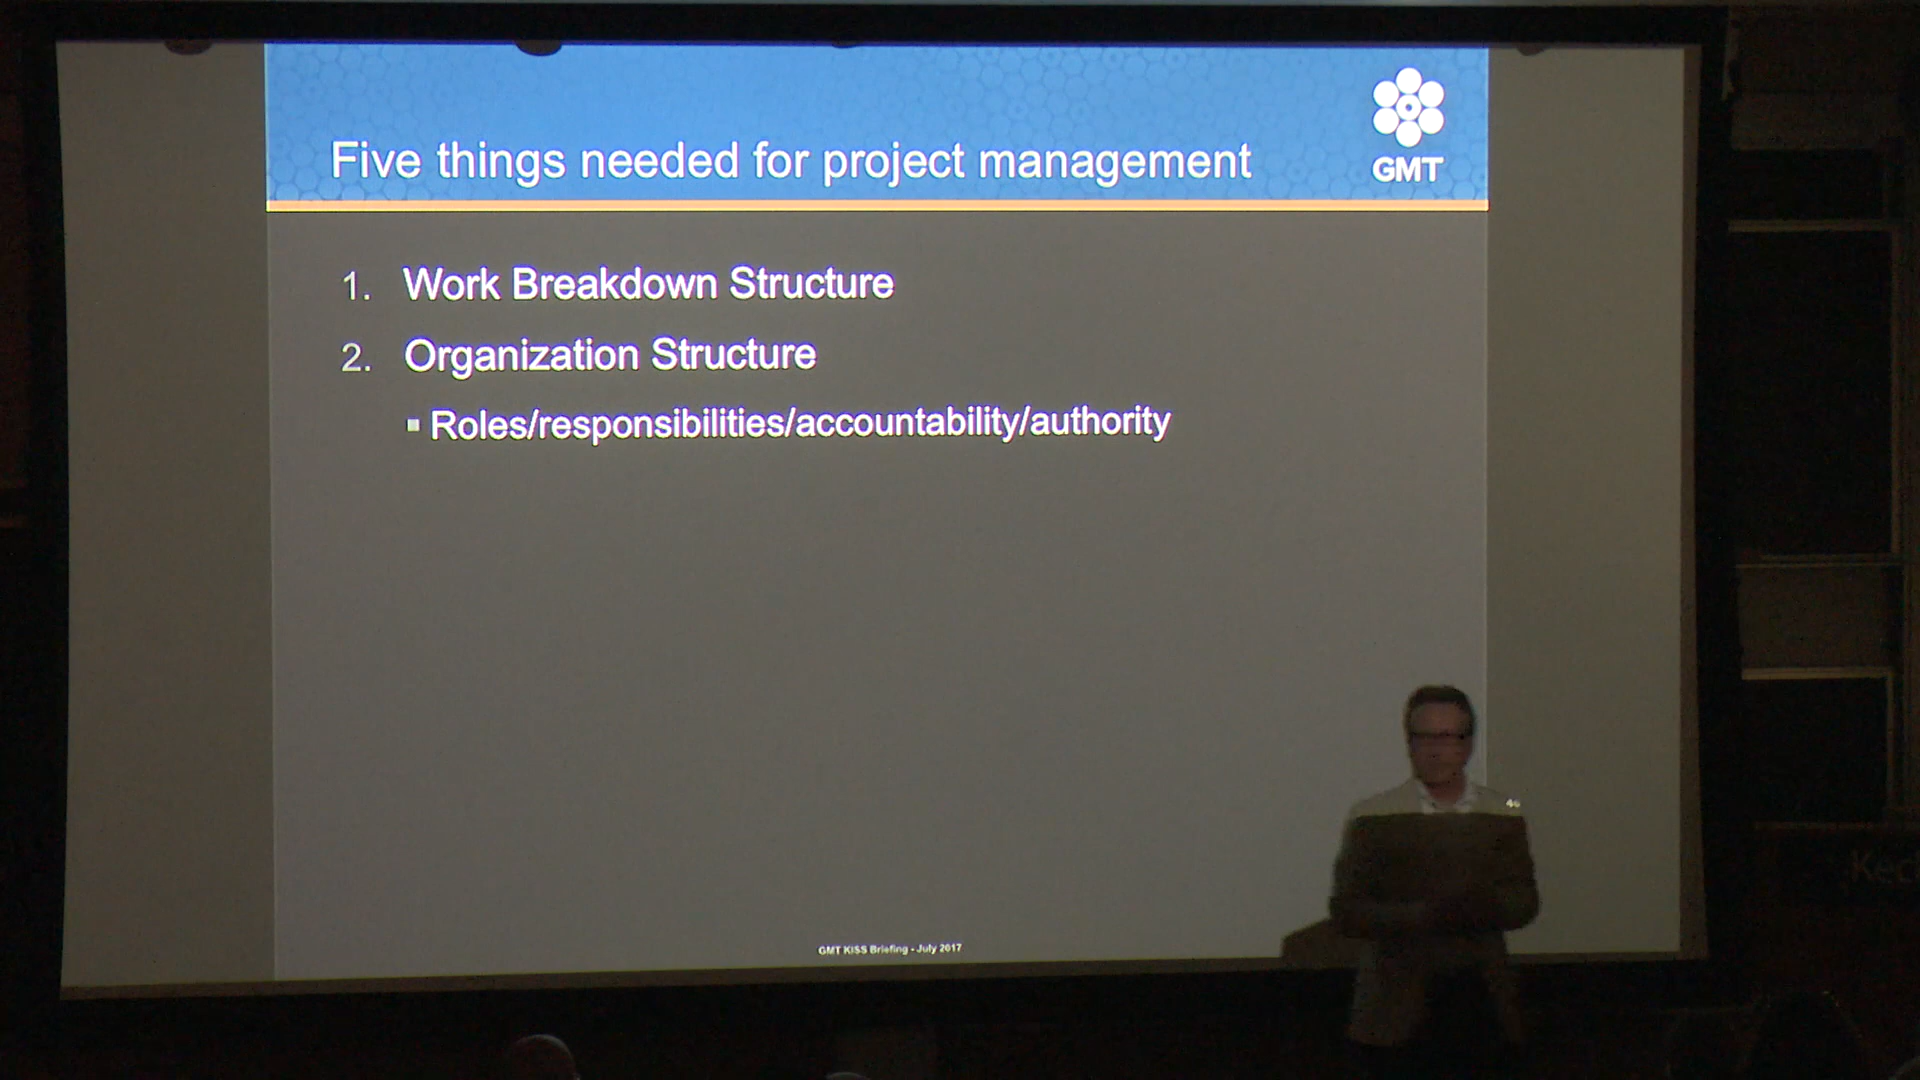 Five things needed for project management
GMT
1. Work Breakdown Structure
2. Organization Structure
▪ Roles/responsibilities/accountability/authority
GMT KISS Briefing - July 2017